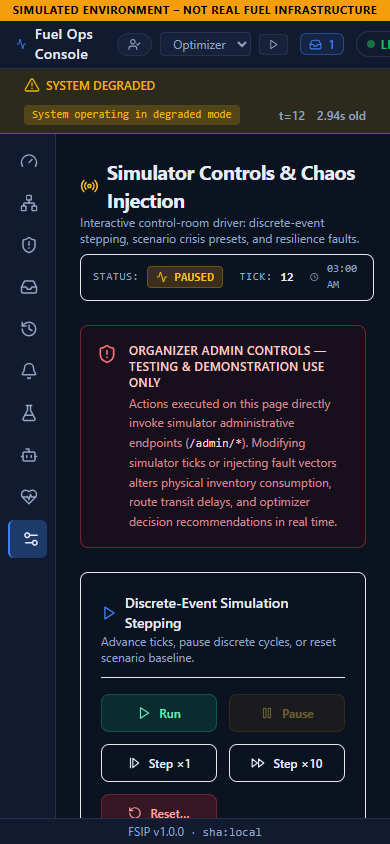 SIMULATED ENVIRONMENT – NOT REAL FUEL INFRASTRUCTURE
Fuel Ops
Console
Optimizer
1
SYSTEM DEGRADED
System operating in degraded mode
t=12 2.94s old
Simulator Controls & Chaos
Injection
Interactive control-room driver: discrete-event
stepping, scenario crisis presets, and resilience faults.
STATUS: PAUSED TICK: 12 03:00
AM
ORGANIZER ADMIN CONTROLS —
TESTING & DEMONSTRATION USE
ONLY
Actions executed on this page directly
invoke simulator administrative
endpoints (/admin/*). Modifying
simulator ticks or injecting fault vectors
alters physical inventory consumption,
route transit delays, and optimizer
decision recommendations in real time.
Discrete-Event Simulation
Stepping
Advance ticks, pause discrete cycles, or reset
scenario baseline.
Run
Pause
Step ×1
Step ×10
Reset...
FSIP v1.0.0 · sha:local